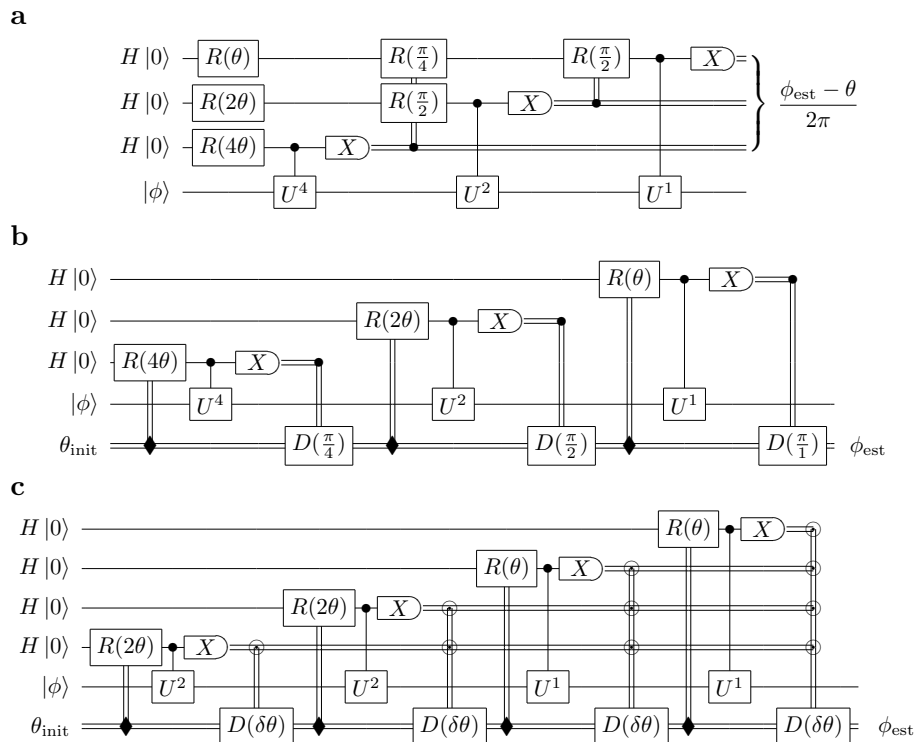 a
H |0⟩ R(θ) R(π/4) R(π/2) X
H |0⟩ R(2θ) R(π/2) X
H |0⟩ R(4θ) X
(ϕ_est − θ)/2π
|ϕ⟩ U^4 U^2 U^1
b
H |0⟩ R(θ) X
H |0⟩ R(2θ) X
H |0⟩ R(4θ) X
|ϕ⟩ U^4 U^2 U^1
θ_init D(π/4) D(π/2) D(π/1) ϕ_est
c
H |0⟩ R(θ) X
H |0⟩ R(θ) X
H |0⟩ R(2θ) X
H |0⟩ R(2θ) X
|ϕ⟩ U^2 U^2 U^1 U^1
θ_init D(δθ) D(δθ) D(δθ) D(δθ) ϕ_est